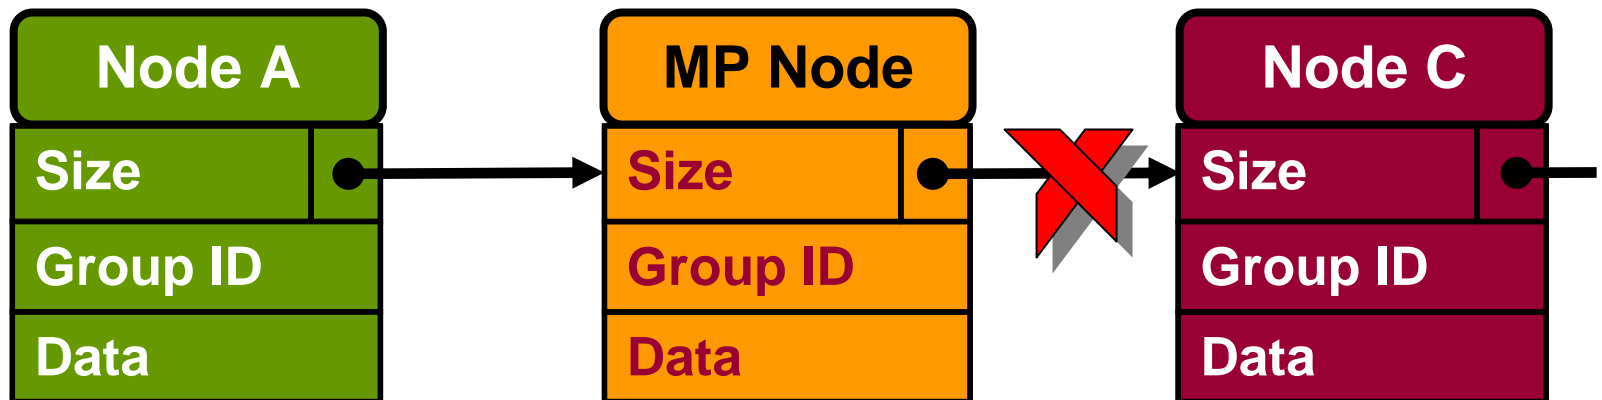 Node A
MP Node
Node C
Size
Size
Size
Group ID
Group ID
Group ID
Data
Data
Data